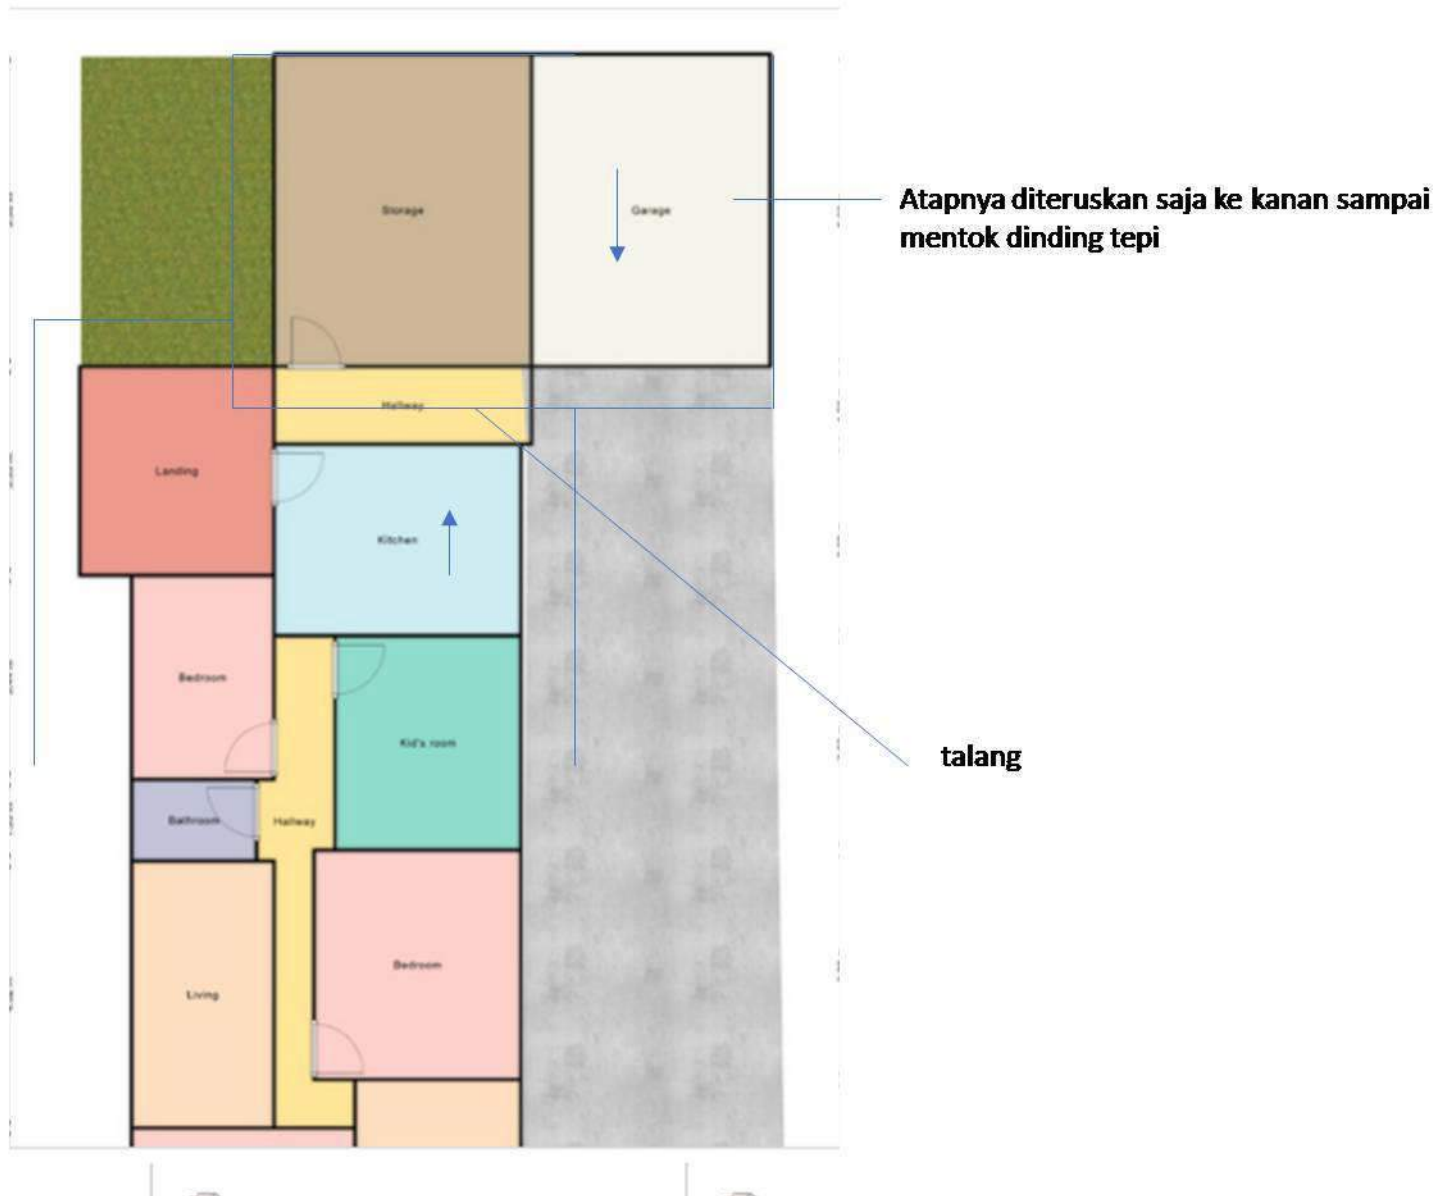 Storage
Garage
Atapnya diteruskan saja ke kanan sampai
mentok dinding tepi
Hallway
Landing
Kitchen
Bedroom
Kid's room
talang
Bathroom
Hallway
Bedroom
Living